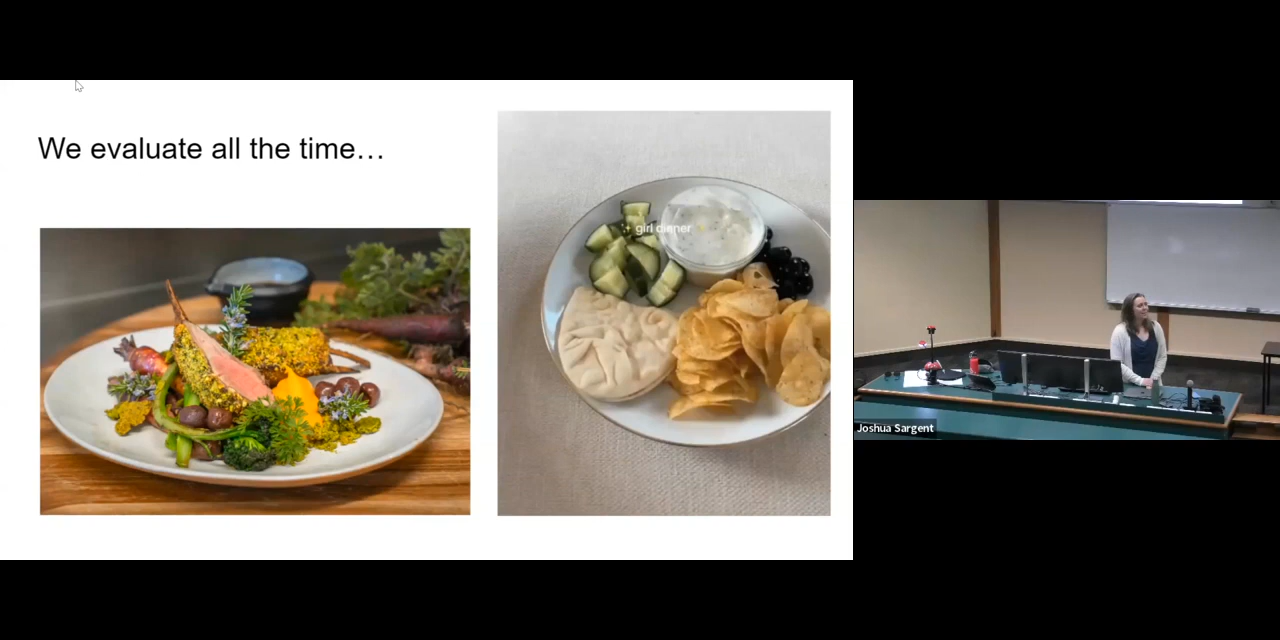 We evaluate all the time…
girl dinner
Joshua Sargent